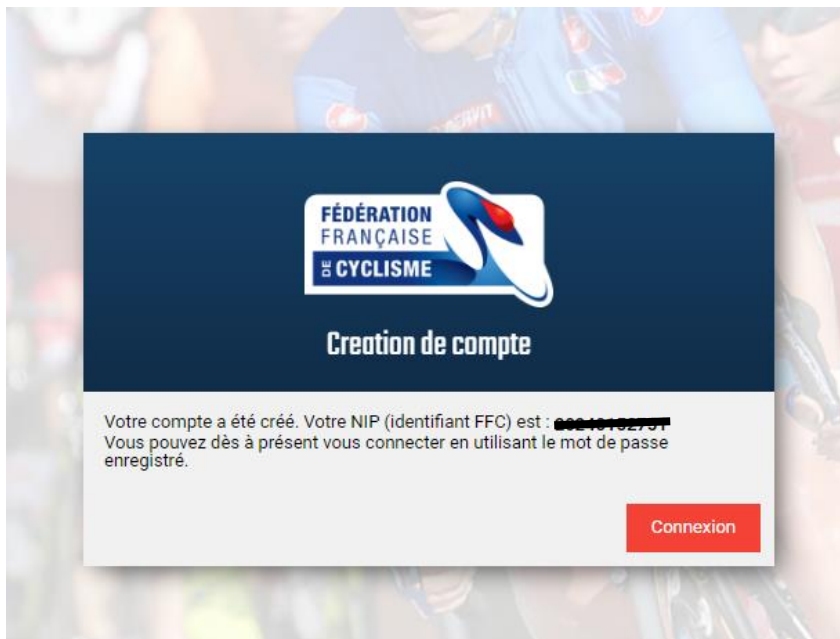 FÉDÉRATION
FRANÇAISE
DE CYCLISME
Creation de compte
Votre compte a été créé. Votre NIP (identifiant FFC) est :
Vous pouvez dès à présent vous connecter en utilisant le mot de passe
enregistré.
Connexion